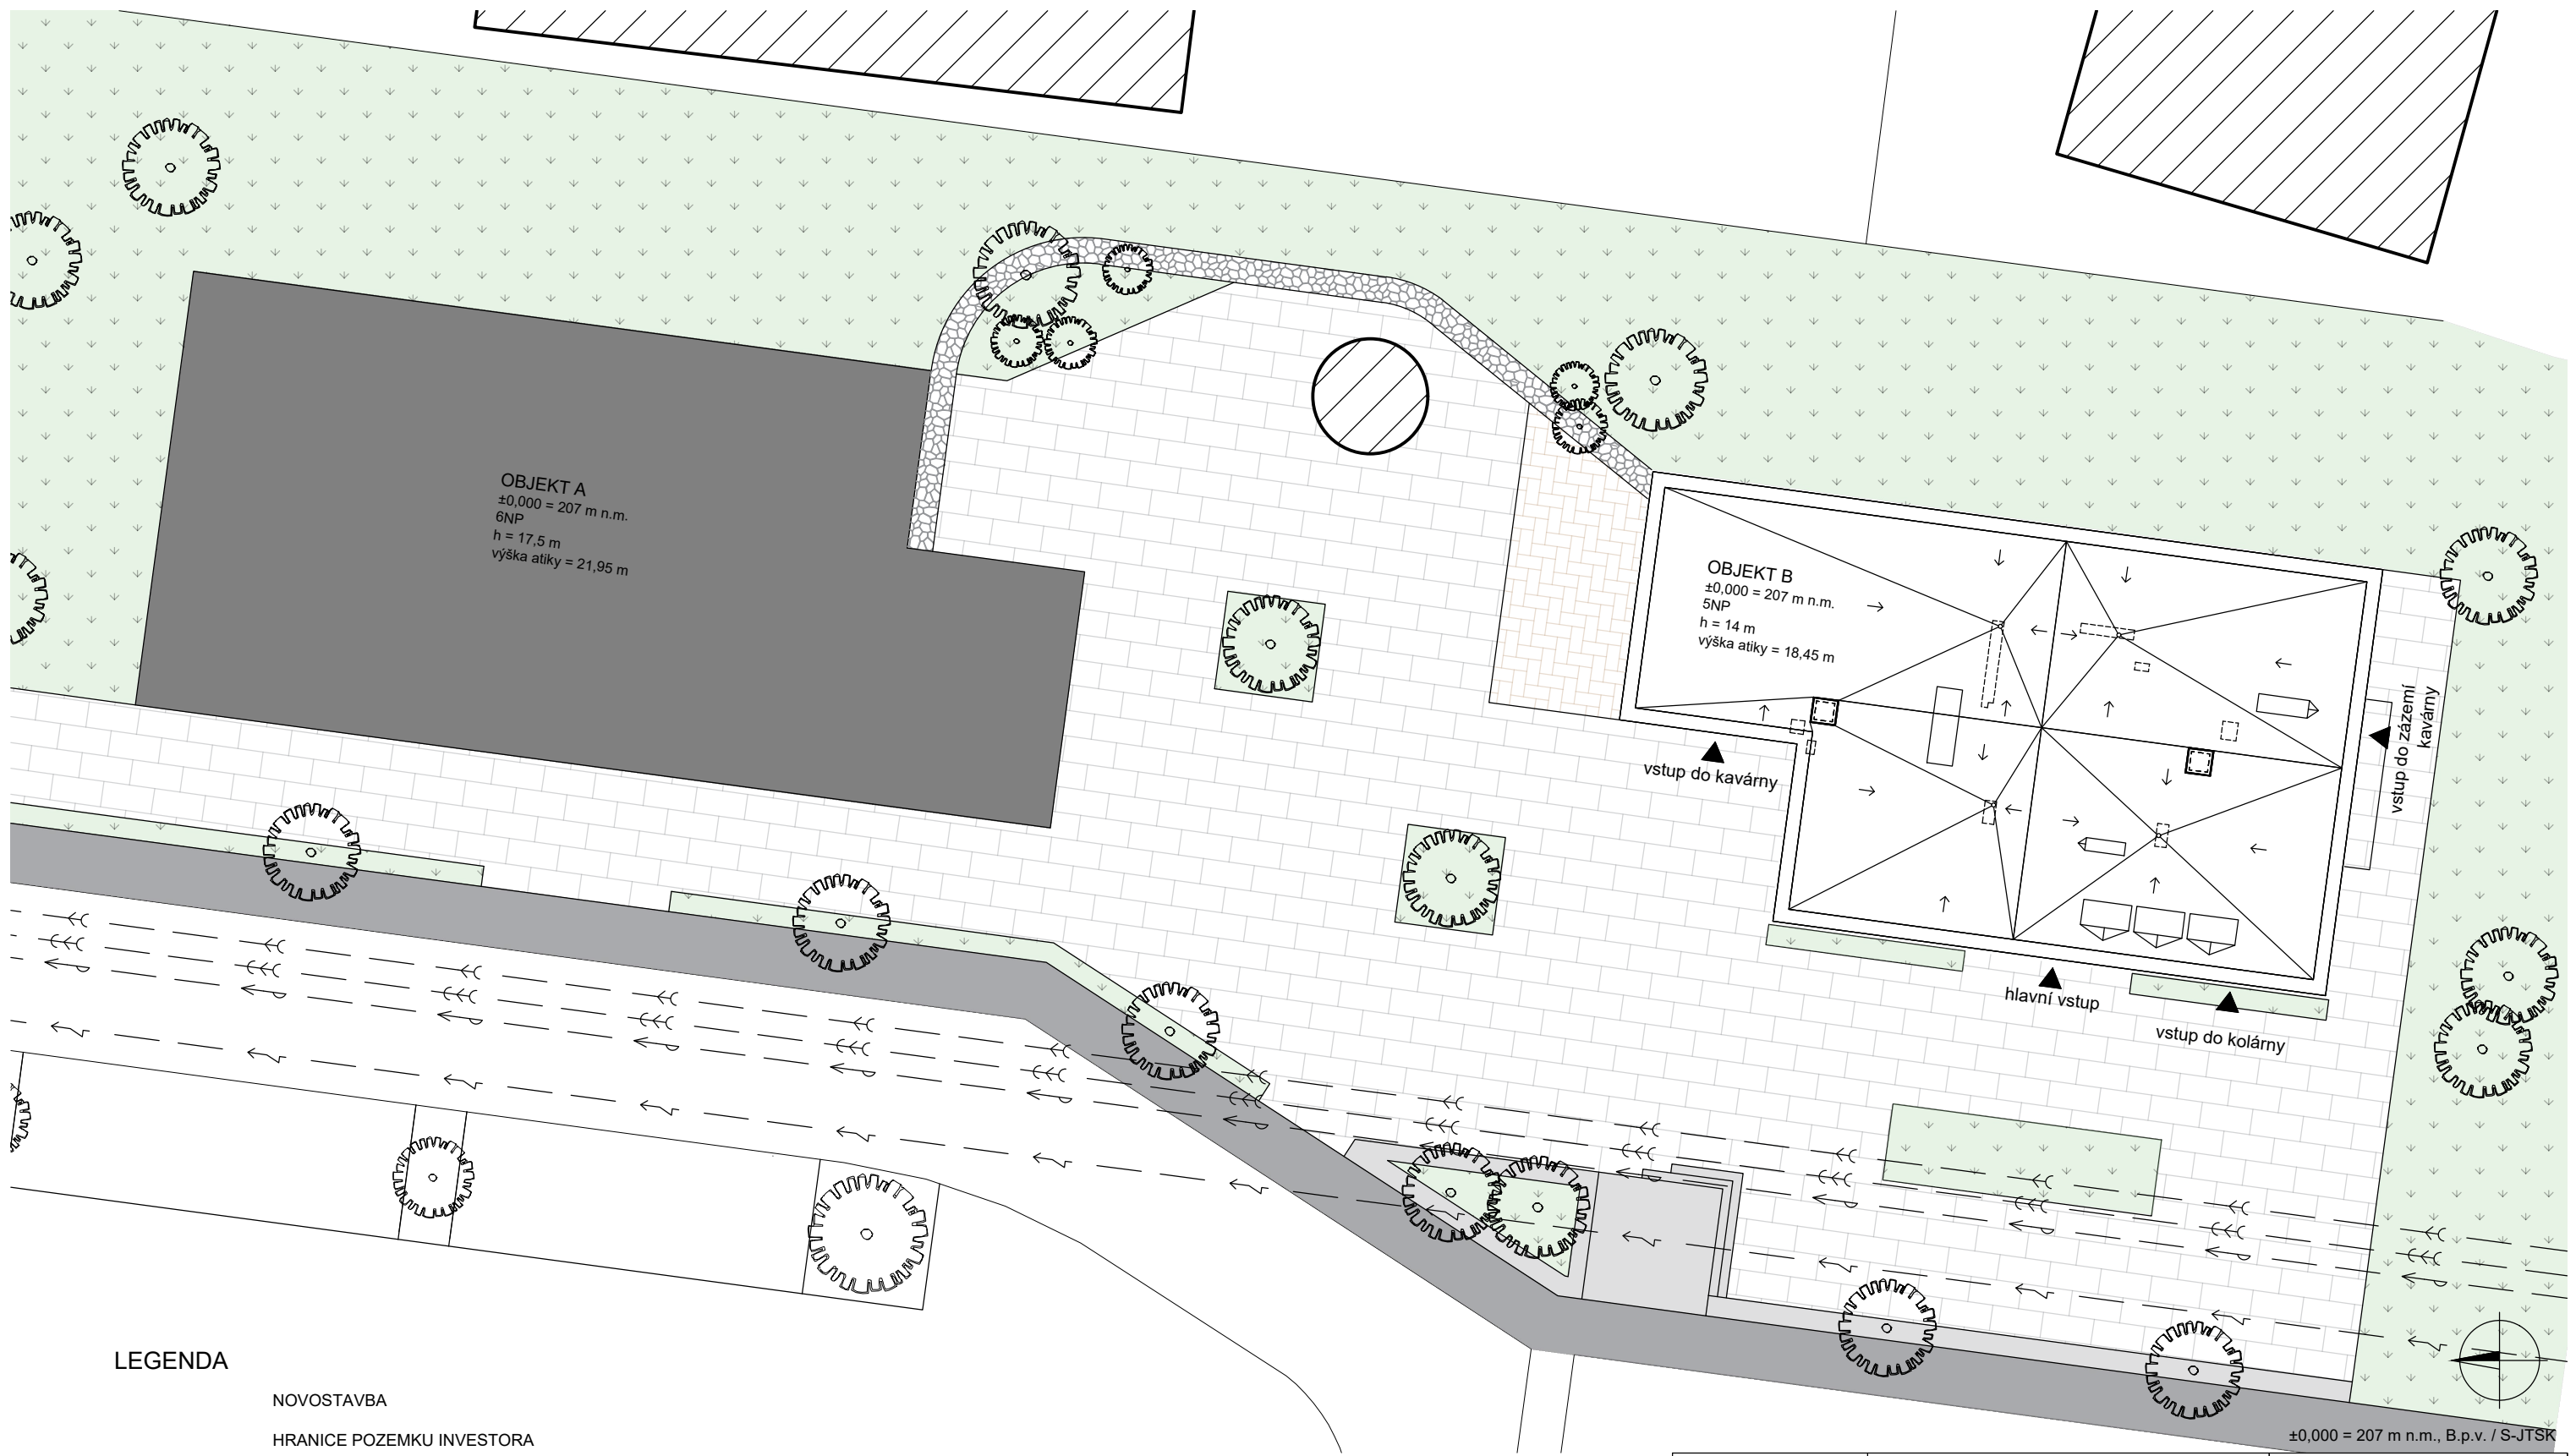 OBJEKT A
±0,000 = 207 m n.m.
6NP
h = 17,5 m
výška atiky = 21,95 m
OBJEKT B
±0,000 = 207 m n.m.
5NP
h = 14 m
výška atiky = 18,45 m
vstup do kavárny
vstup do zázemí
kavárny
hlavní vstup
vstup do kolárny
LEGENDA
NOVOSTAVBA
HRANICE POZEMKU INVESTORA
±0,000 = 207 m n.m., B.p.v. / S-JTSK